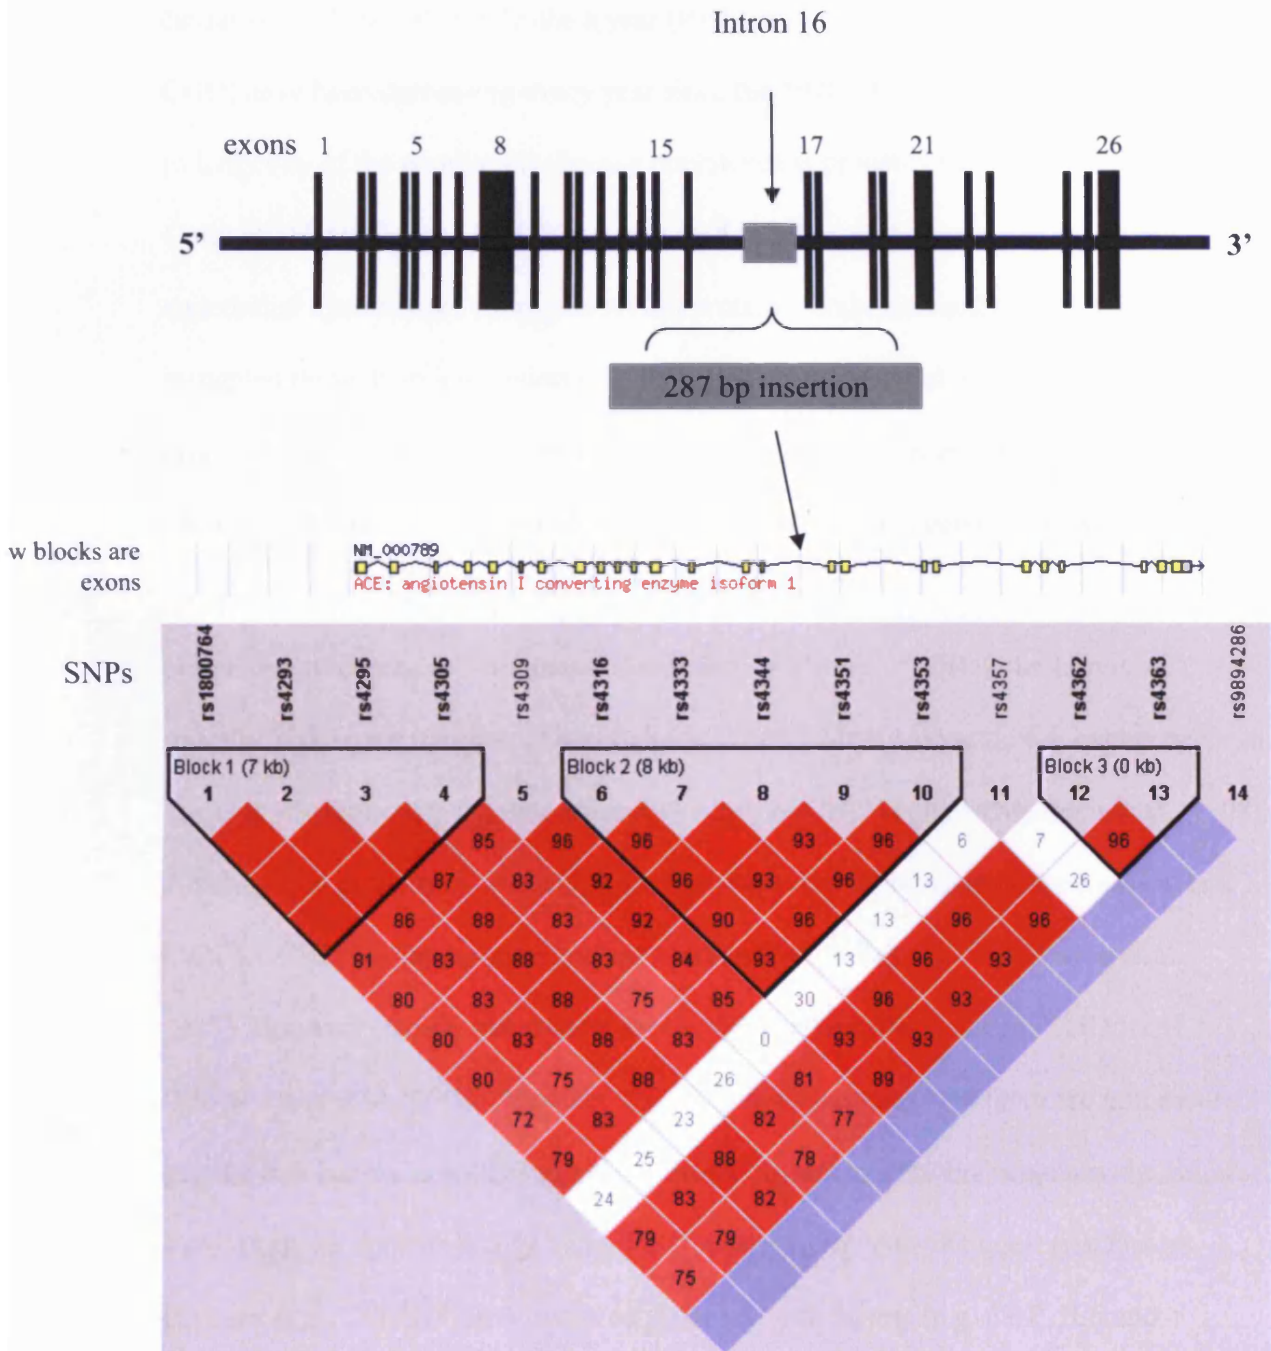 Intron 16
exons 1 5 8 15 17 21 26
5’ 3’
287 bp insertion
w blocks are
exons
NM_000789
ACE: angiotensin I converting enzyme isoform 1
SNPs
rs1800764 rs4293 rs4295 rs4305 rs4309 rs4316 rs4333 rs4344 rs4351 rs4353 rs4357 rs4362 rs4363 rs9894286
Block 1 (7 kb) Block 2 (8 kb) Block 3 (0 kb)
1 2 3 4 5 6 7 8 9 10 11 12 13 14
85 96 96 93 96 6 7 96
87 83 92 96 93 96 13 26
86 88 83 92 90 96 13 96 96
81 83 88 83 84 93 13 96 93
80 83 88 75 85 30 96 93
80 83 88 83 0 93 93
80 75 88 26 81 89
72 83 23 82 77
79 25 88 78
24 83 82
79 79
75